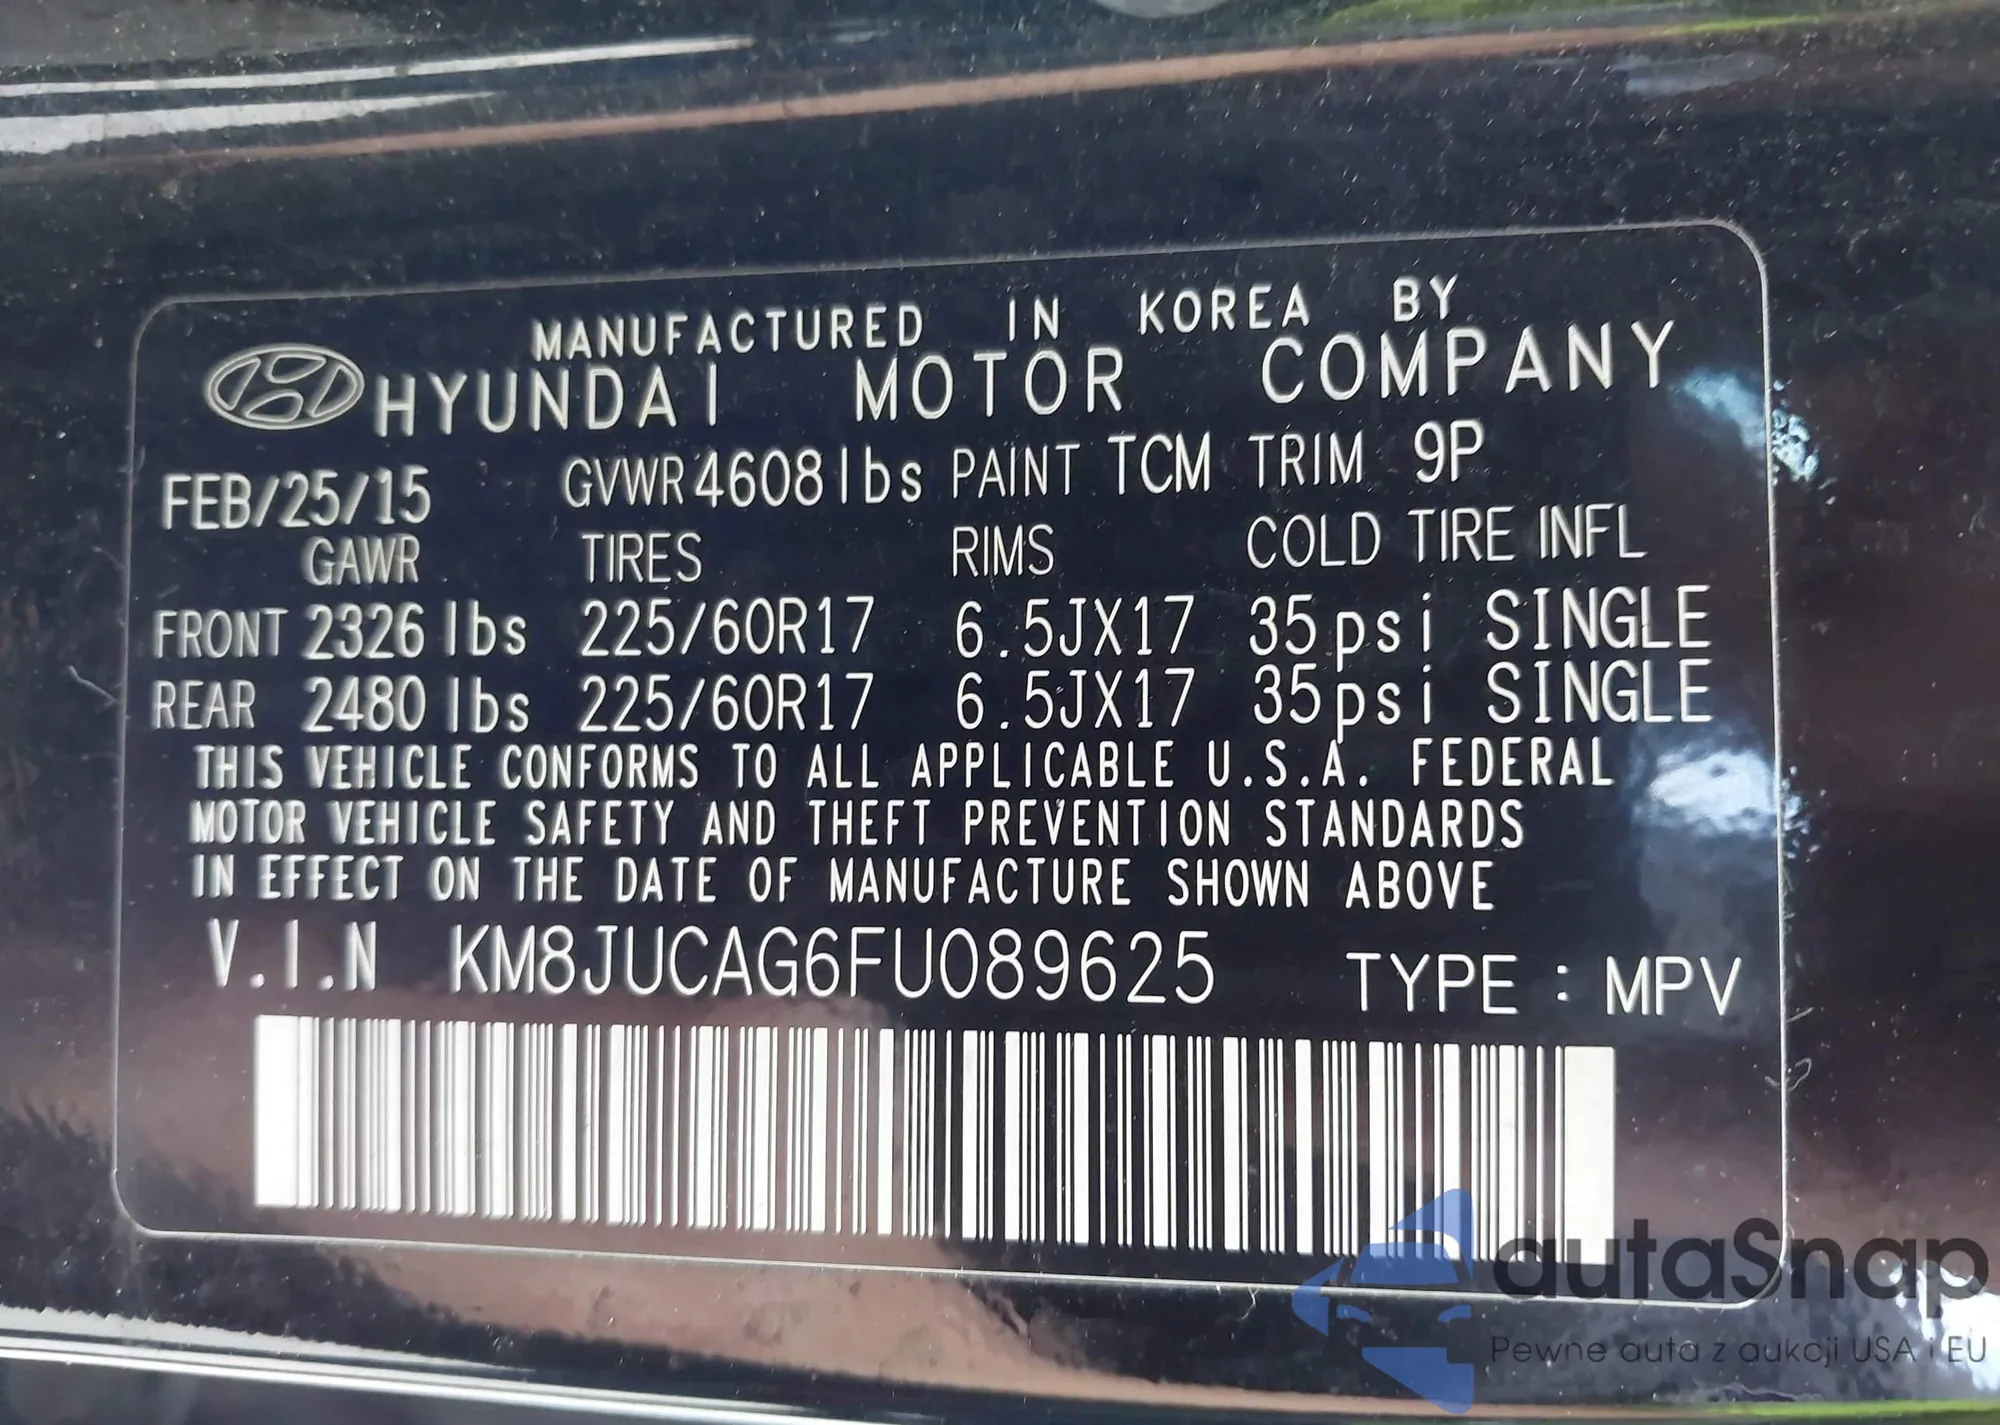 MANUFACTURED IN KOREA BY
HYUNDAI MOTOR COMPANY
FEB/25/15 GVWR 4608lbs PAINT TCM TRIM 9P
GAWR TIRES RIMS COLD TIRE INFL
FRONT 2326 lbs 225/60R17 6.5JX17 35psi SINGLE
REAR 2480 lbs 225/60R17 6.5JX17 35psi SINGLE
THIS VEHICLE CONFORMS TO ALL APPLICABLE U.S.A. FEDERAL
MOTOR VEHICLE SAFETY AND THEFT PREVENTION STANDARDS
IN EFFECT ON THE DATE OF MANUFACTURE SHOWN ABOVE
V.I.N KM8JUCAG6FU089625 TYPE : MPV
autaSnap
Pewne auta z aukcji USA i EU